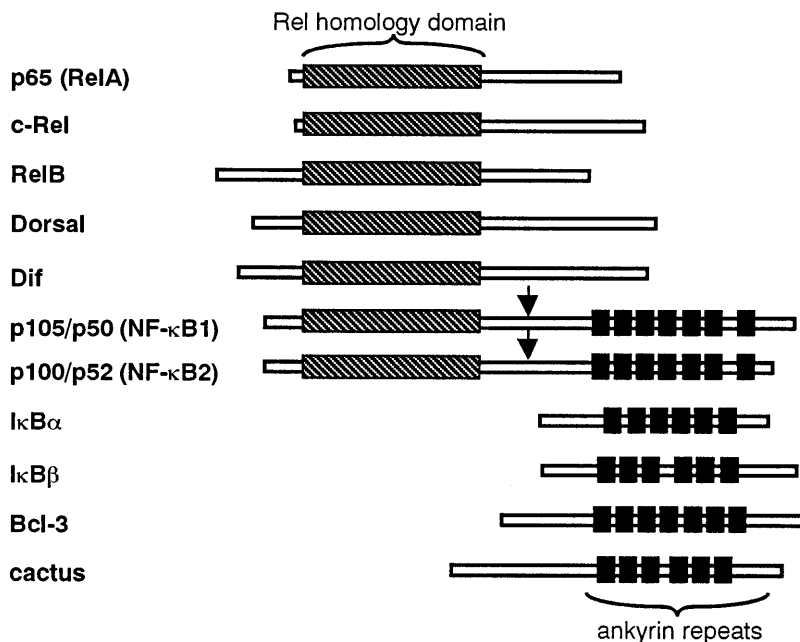 Rel homology domain
p65 (RelA)
c-Rel
RelB
Dorsal
Dif
p105/p50 (NF-κB1)
p100/p52 (NF-κB2)
IκBα
IκBβ
Bcl-3
cactus
ankyrin repeats